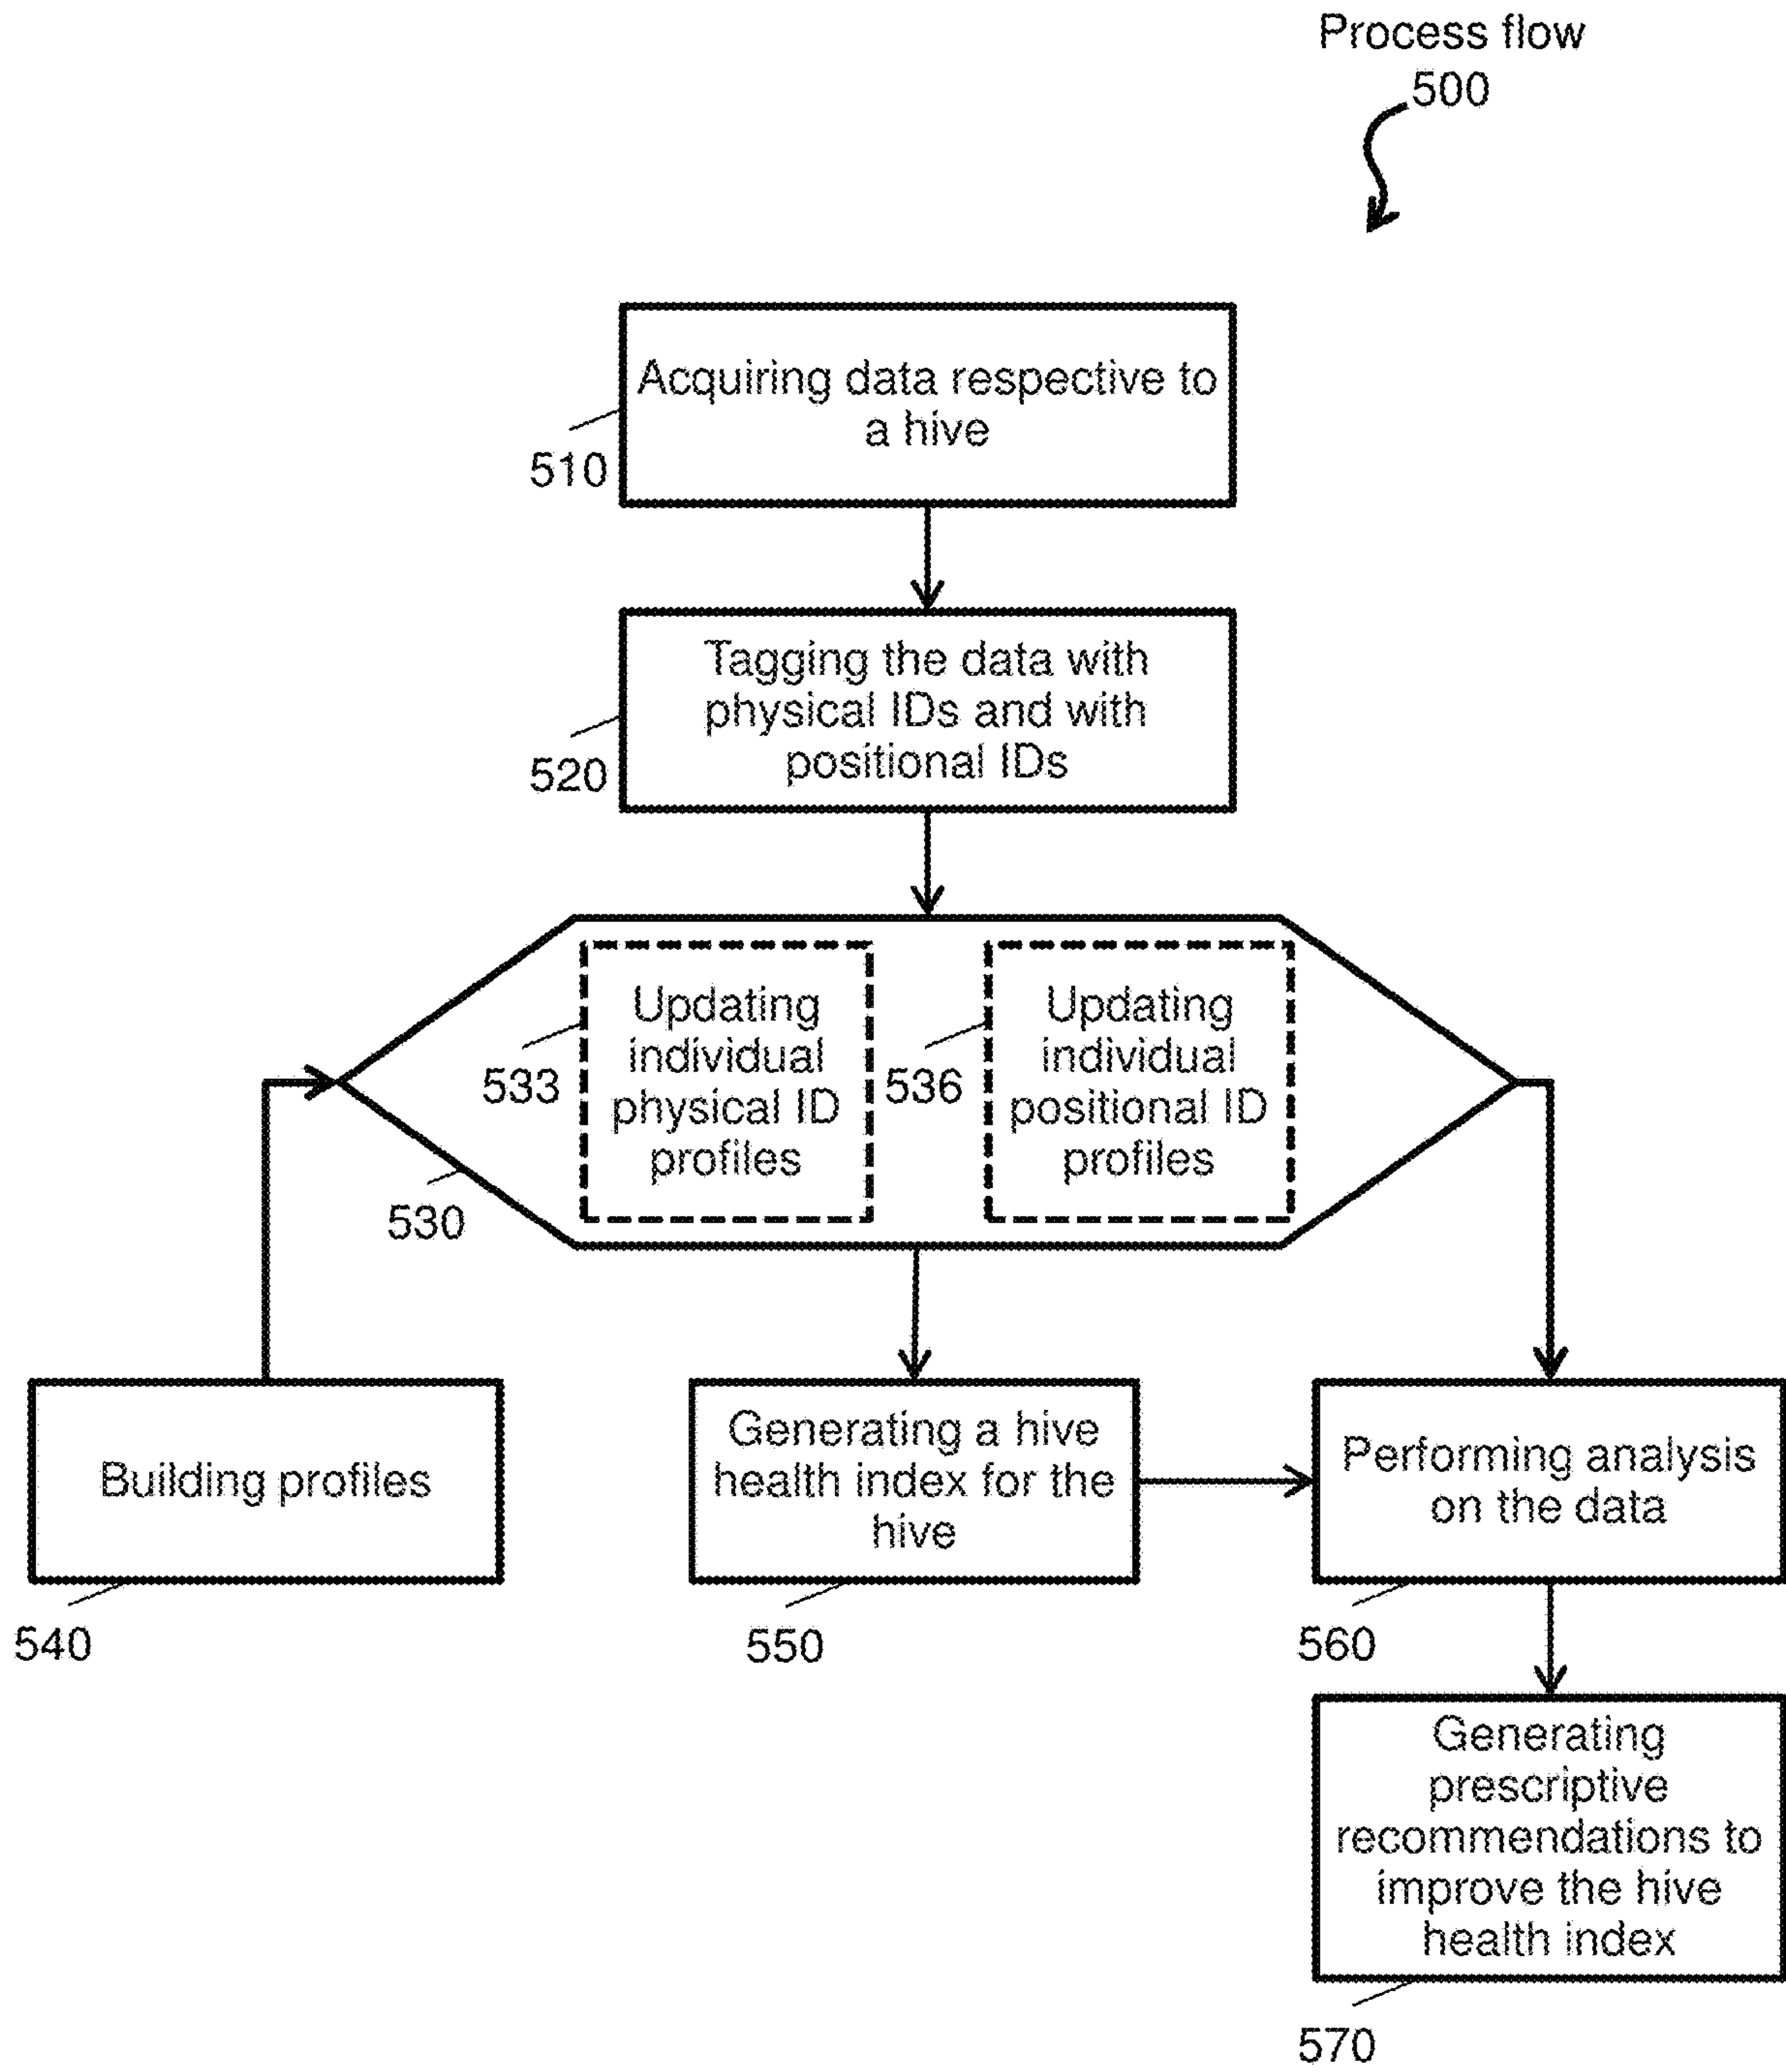 Process flow
500
Acquiring data respective to
a hive
510
Tagging the data with
physical IDs and with
positional IDs
520
Updating
individual
physical ID
profiles
533
Updating
individual
positional ID
profiles
536
530
Building profiles
540
Generating a hive
health index for the
hive
550
Performing analysis
on the data
560
Generating
prescriptive
recommendations to
improve the hive
health index
570